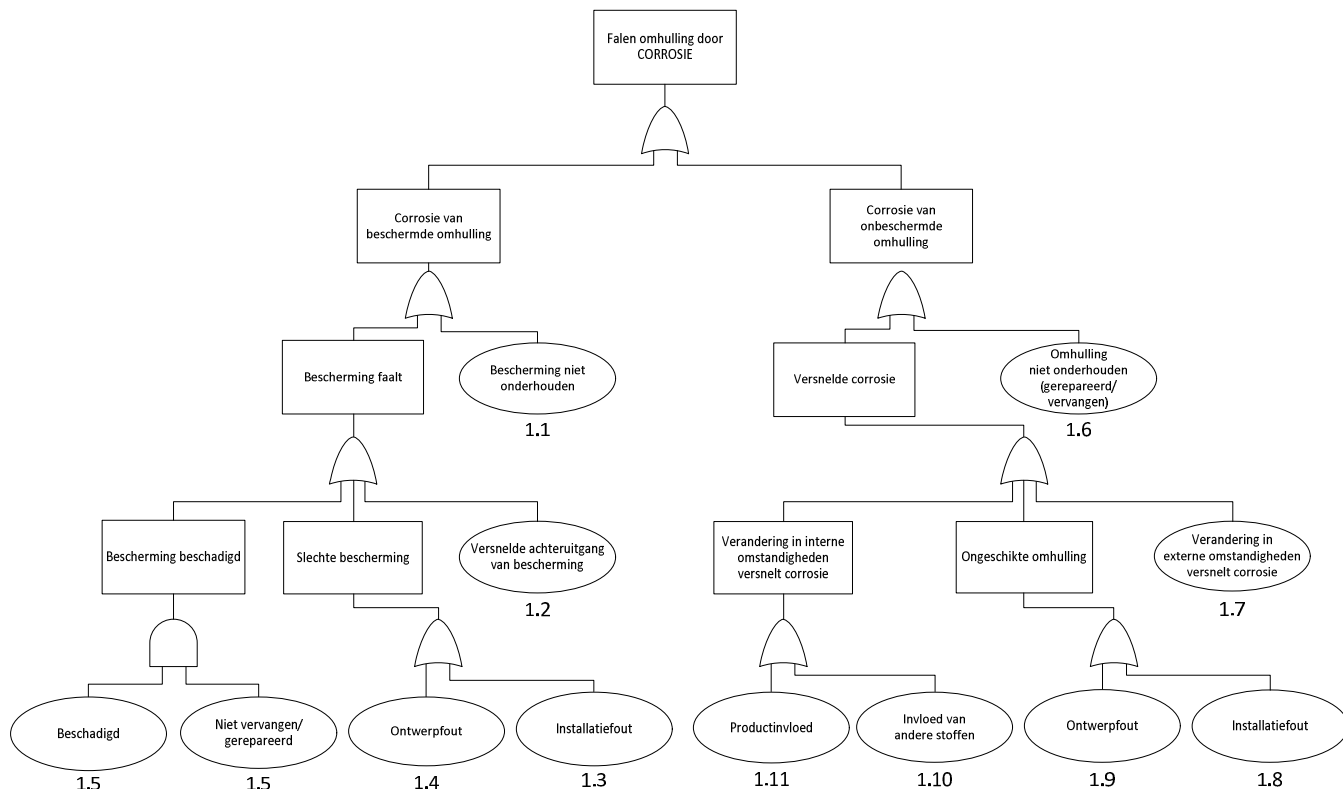 Falen omhulling door
CORROSIE
Corrosie van
beschermde omhulling
Corrosie van
onbeschermde
omhulling
Bescherming faalt
Bescherming niet
onderhouden
1.1
Versnelde corrosie
Omhulling
niet onderhouden
(gerepareerd/
vervangen)
1.6
Bescherming beschadigd
Slechte bescherming
Versnelde achteruitgang
van bescherming
1.2
Verandering in interne
omstandigheden
versnelt corrosie
Ongeschikte omhulling
Verandering in
externe omstandigheden
versnelt corrosie
1.7
Beschadigd
1.5
Niet vervangen/
gerepareerd
1.5
Ontwerpfout
1.4
Installatiefout
1.3
Productinvloed
1.11
Invloed van
andere stoffen
1.10
Ontwerpfout
1.9
Installatiefout
1.8